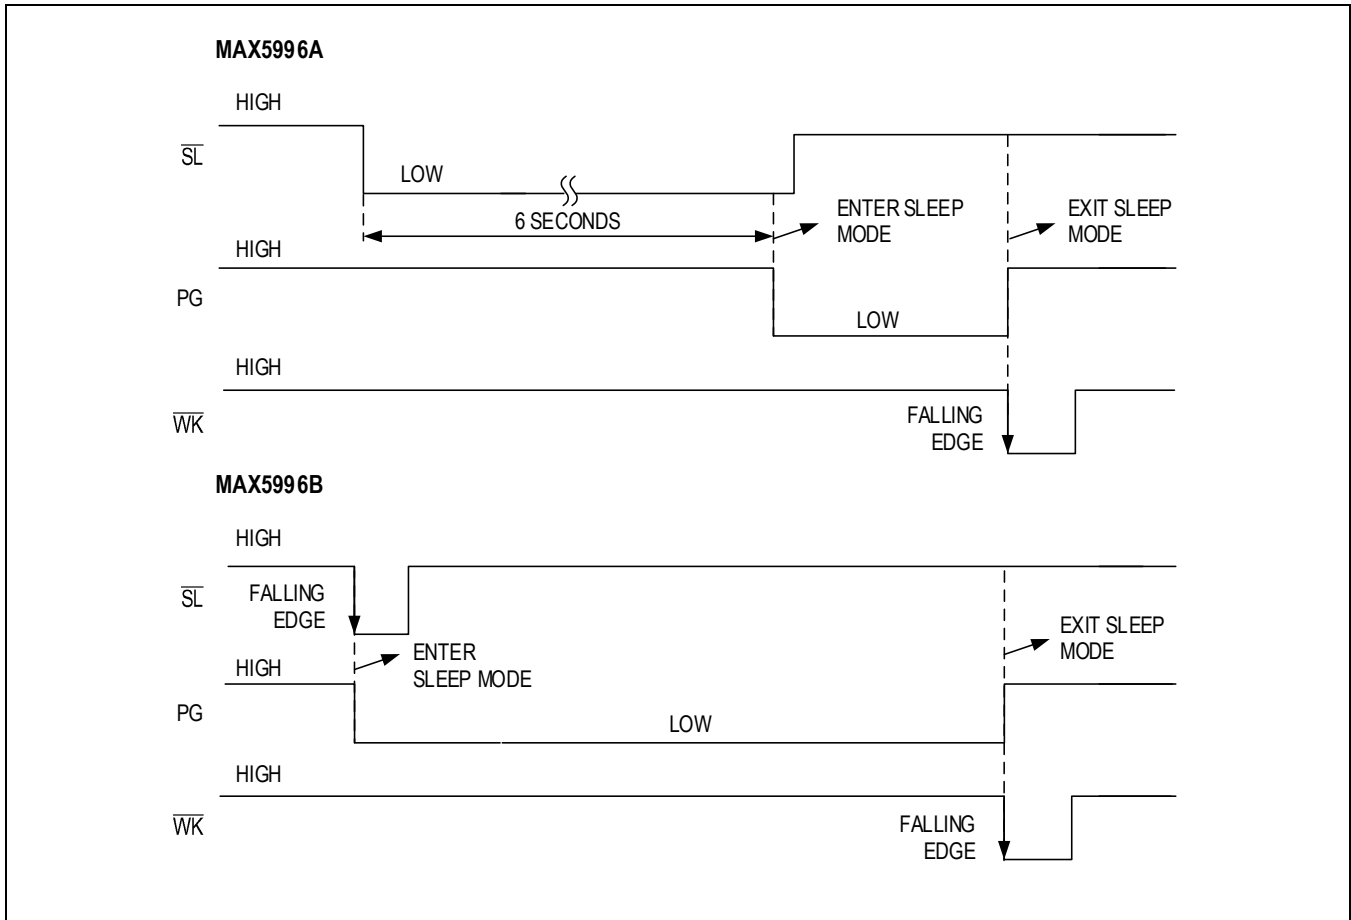 MAX5996A
HIGH
SL
LOW
6 SECONDS
ENTER SLEEP
MODE
EXIT SLEEP
MODE
HIGH
PG
LOW
HIGH
WK
FALLING
EDGE
MAX5996B
HIGH
SL
FALLING
EDGE
ENTER
SLEEP MODE
EXIT SLEEP
MODE
HIGH
PG
LOW
HIGH
WK
FALLING
EDGE